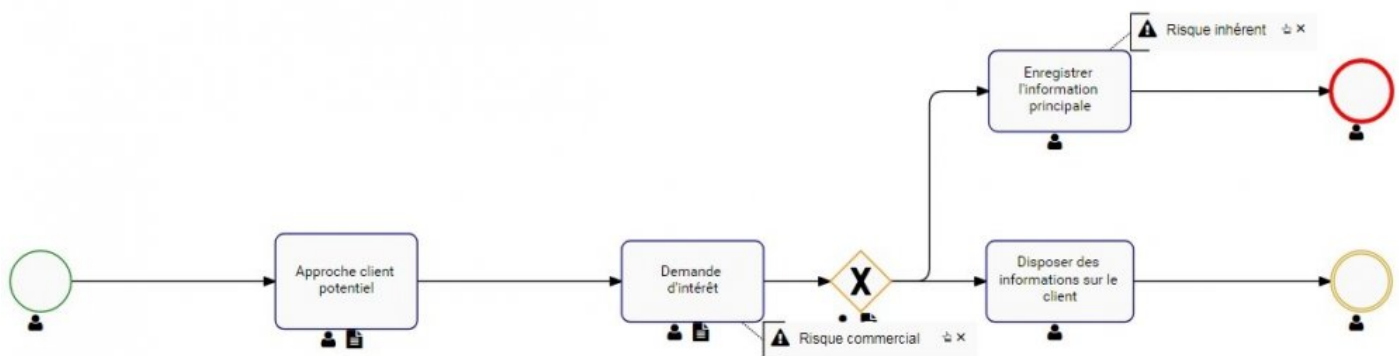 Risque inhérent
Enregistrer
l'information
principale
Approche client
potentiel
Demande
d'intérêt
X
Disposer des
informations sur le
client
Risque commercial